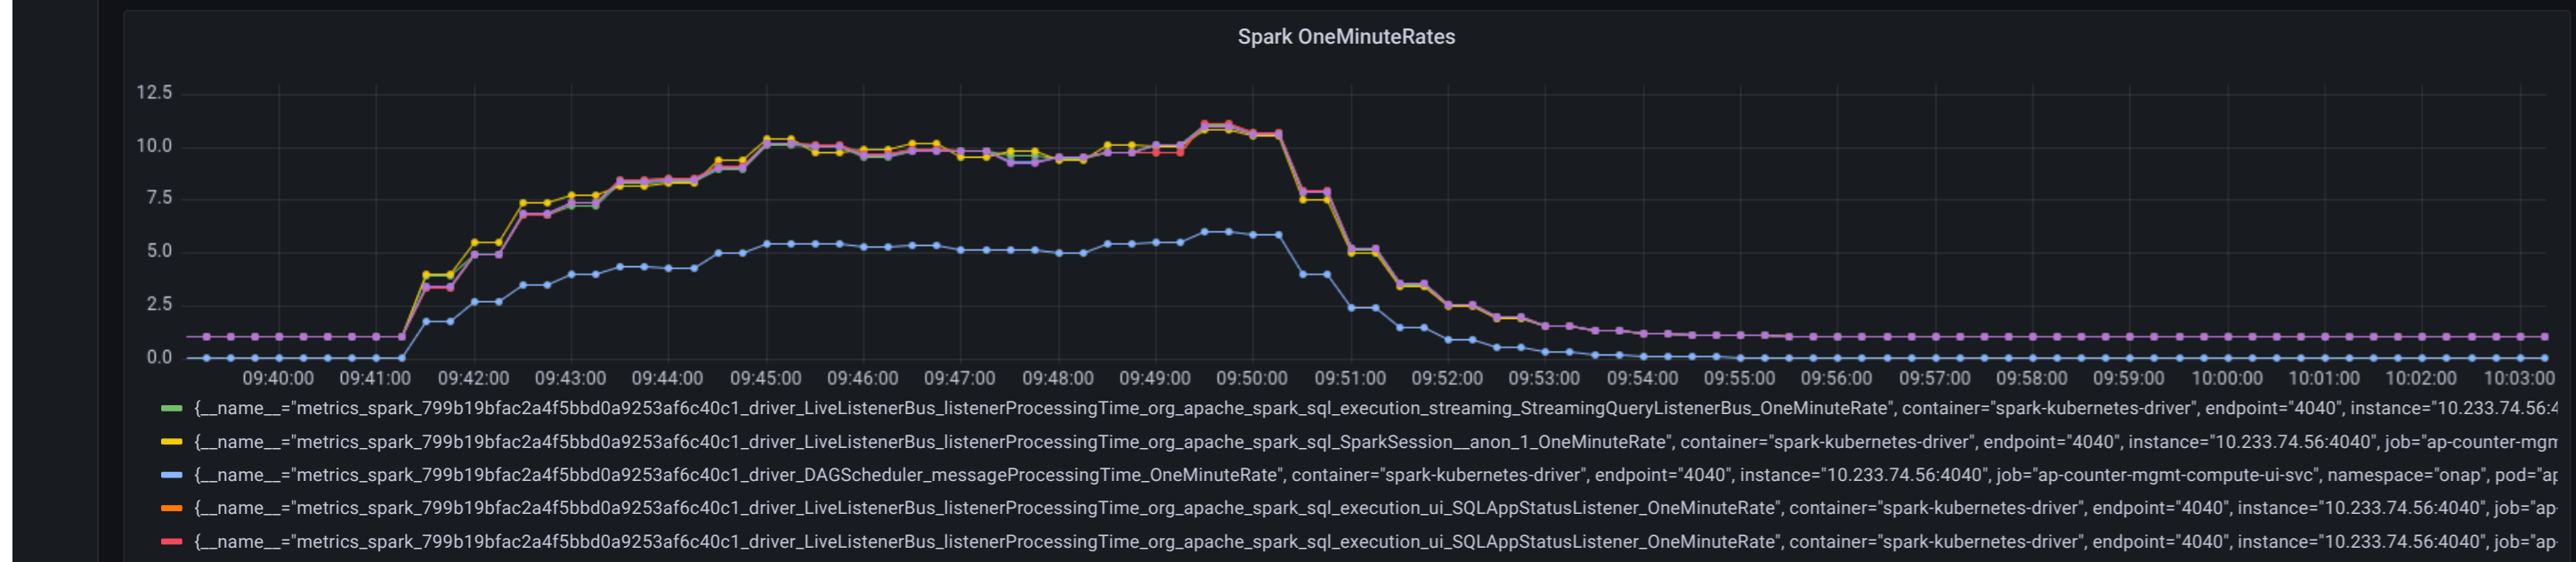 Spark OneMinuteRates
12.5
10.0
7.5
5.0
2.5
0.0
09:40:00 09:41:00 09:42:00 09:43:00 09:44:00 09:45:00 09:46:00 09:47:00 09:48:00 09:49:00 09:50:00 09:51:00 09:52:00 09:53:00 09:54:00 09:55:00 09:56:00 09:57:00 09:58:00 09:59:00 10:00:00 10:01:00 10:02:00 10:03:00
{__name__="metrics_spark_799b19bfac2a4f5bbd0a9253af6c40c1_driver_LiveListenerBus_listenerProcessingTime_org_apache_spark_sql_execution_streaming_StreamingQueryListenerBus_OneMinuteRate", container="spark-kubernetes-driver", endpoint="4040", instance="10.233.74.56:4
{__name__="metrics_spark_799b19bfac2a4f5bbd0a9253af6c40c1_driver_LiveListenerBus_listenerProcessingTime_org_apache_spark_sql_SparkSession__anon_1_OneMinuteRate", container="spark-kubernetes-driver", endpoint="4040", instance="10.233.74.56:4040", job="ap-counter-mgm
{__name__="metrics_spark_799b19bfac2a4f5bbd0a9253af6c40c1_driver_DAGScheduler_messageProcessingTime_OneMinuteRate", container="spark-kubernetes-driver", endpoint="4040", instance="10.233.74.56:4040", job="ap-counter-mgmt-compute-ui-svc", namespace="onap", pod="ap
{__name__="metrics_spark_799b19bfac2a4f5bbd0a9253af6c40c1_driver_LiveListenerBus_listenerProcessingTime_org_apache_spark_sql_execution_ui_SQLAppStatusListener_OneMinuteRate", container="spark-kubernetes-driver", endpoint="4040", instance="10.233.74.56:4040", job="ap-
{__name__="metrics_spark_799b19bfac2a4f5bbd0a9253af6c40c1_driver_LiveListenerBus_listenerProcessingTime_org_apache_spark_sql_execution_ui_SQLAppStatusListener_OneMinuteRate", container="spark-kubernetes-driver", endpoint="4040", instance="10.233.74.56:4040", job="ap-